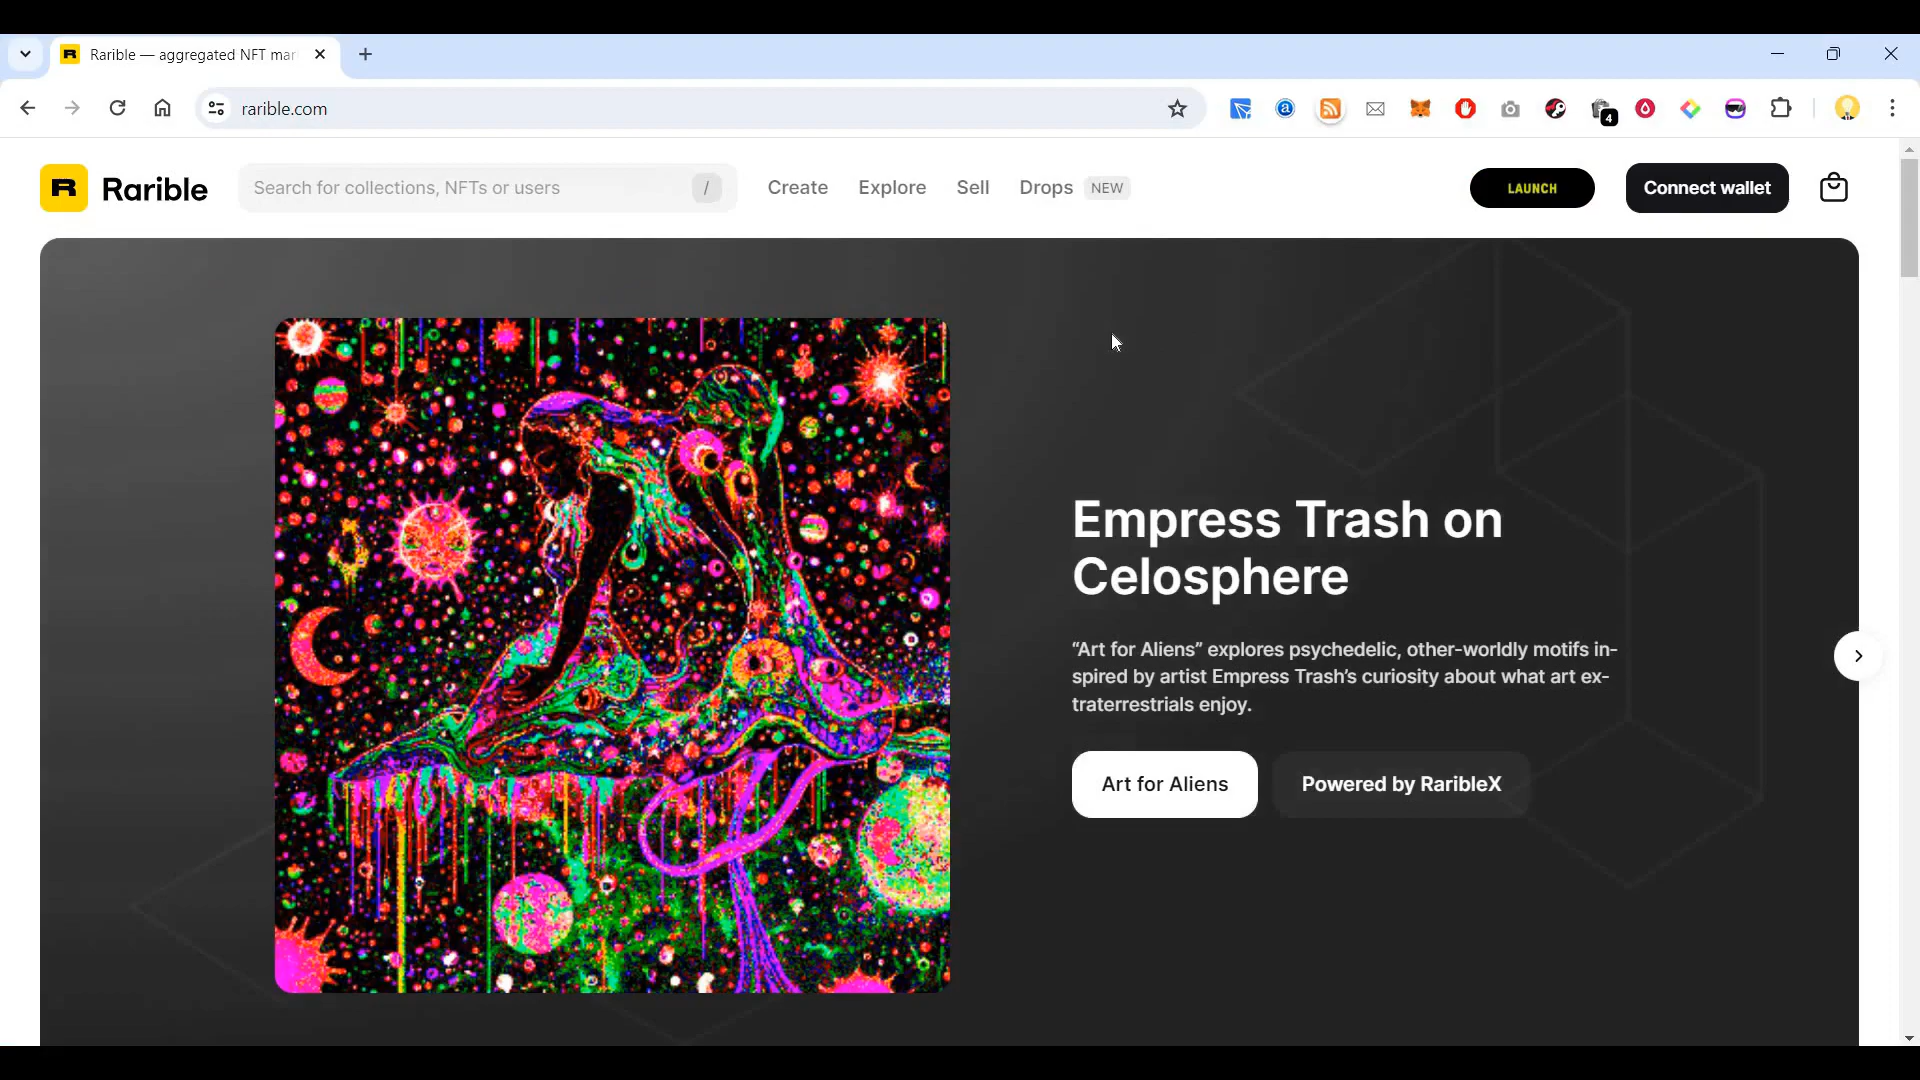 Rarible — aggregated NFT mar
rarible.com
4
R Rarible
Search for collections, NFTs or users /
Create Explore Sell Drops NEW
LAUNCH
Connect wallet
Empress Trash on
Celosphere
“Art for Aliens” explores psychedelic, other-worldly motifs in-
spired by artist Empress Trash’s curiosity about what art ex-
traterrestrials enjoy.
Art for Aliens
Powered by RaribleX